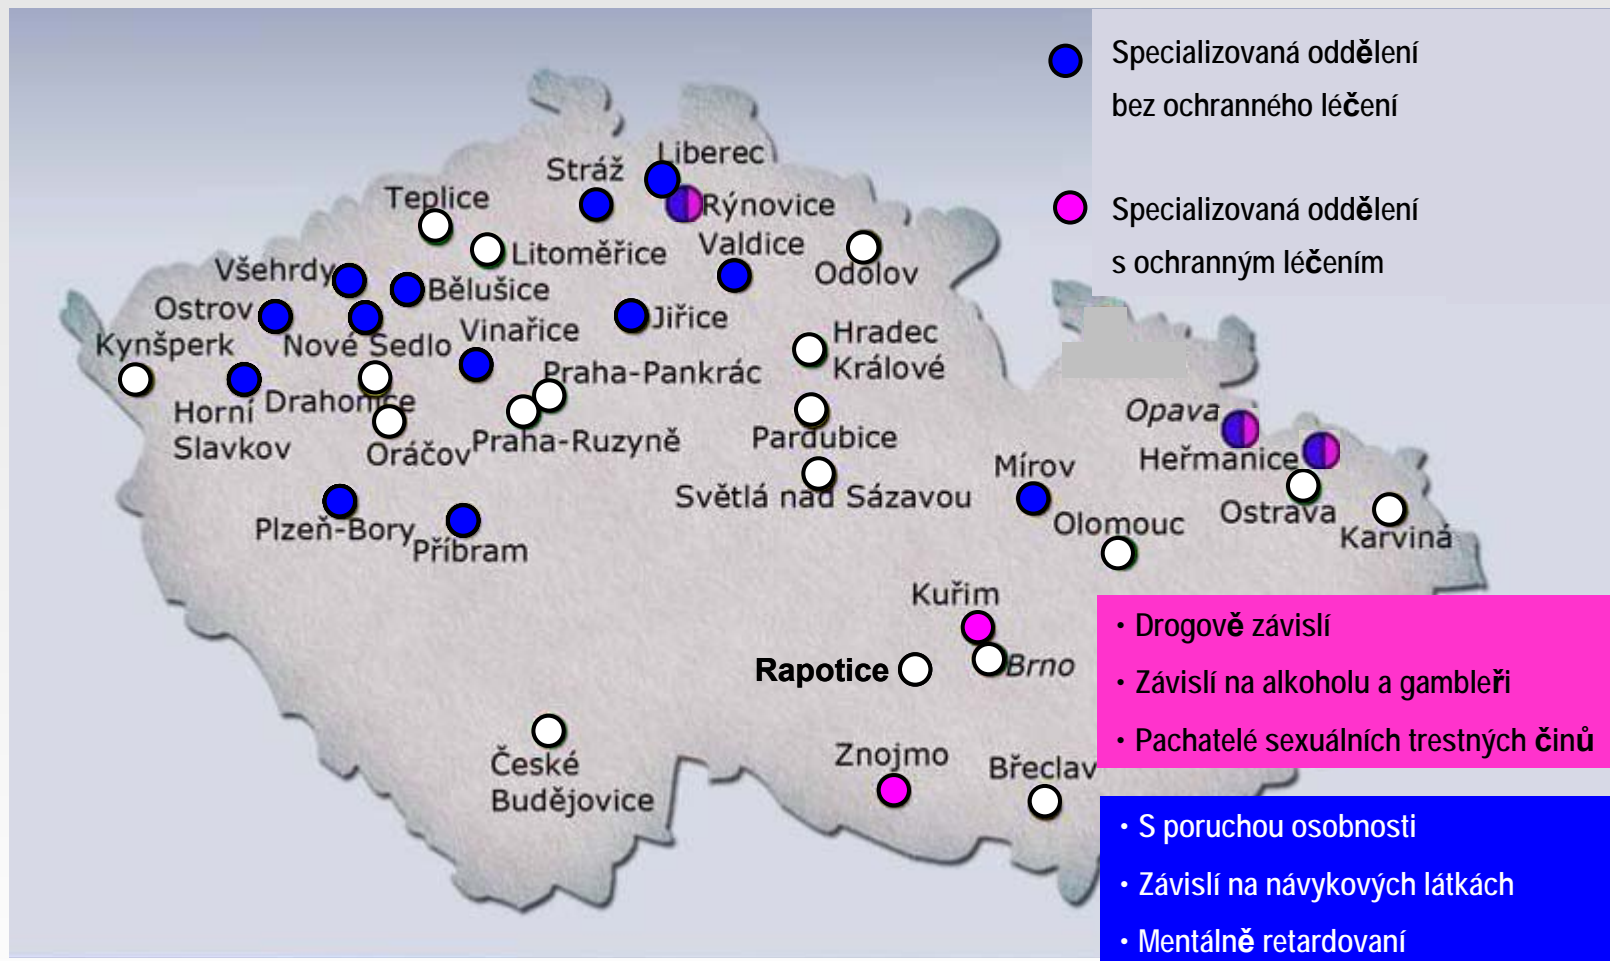 Specializovaná oddělení
bez ochranného léčení
Specializovaná oddělení
s ochranným léčením
Liberec
Stráž
Teplice
Rýnovice
Litoměřice
Valdice
Odolov
Všehrdy
Bělušice
Ostrov
Jiřice
Vinařice
Kynšperk
Nové Sedlo
Hradec
Králové
Praha-Pankrác
Horní
Slavkov
Drahonice
Oráčov
Praha-Ruzyně
Pardubice
Opava
Heřmanice
Mírov
Světlá nad Sázavou
Olomouc
Ostrava
Karviná
Plzeň-Bory
Příbram
Kuřim
Rapotice
Brno
České
Budějovice
Znojmo
Břeclav
• Drogově závislí
• Závislí na alkoholu a gambleři
• Pachatelé sexuálních trestných činů
• S poruchou osobnosti
• Závislí na návykových látkách
• Mentálně retardovaní